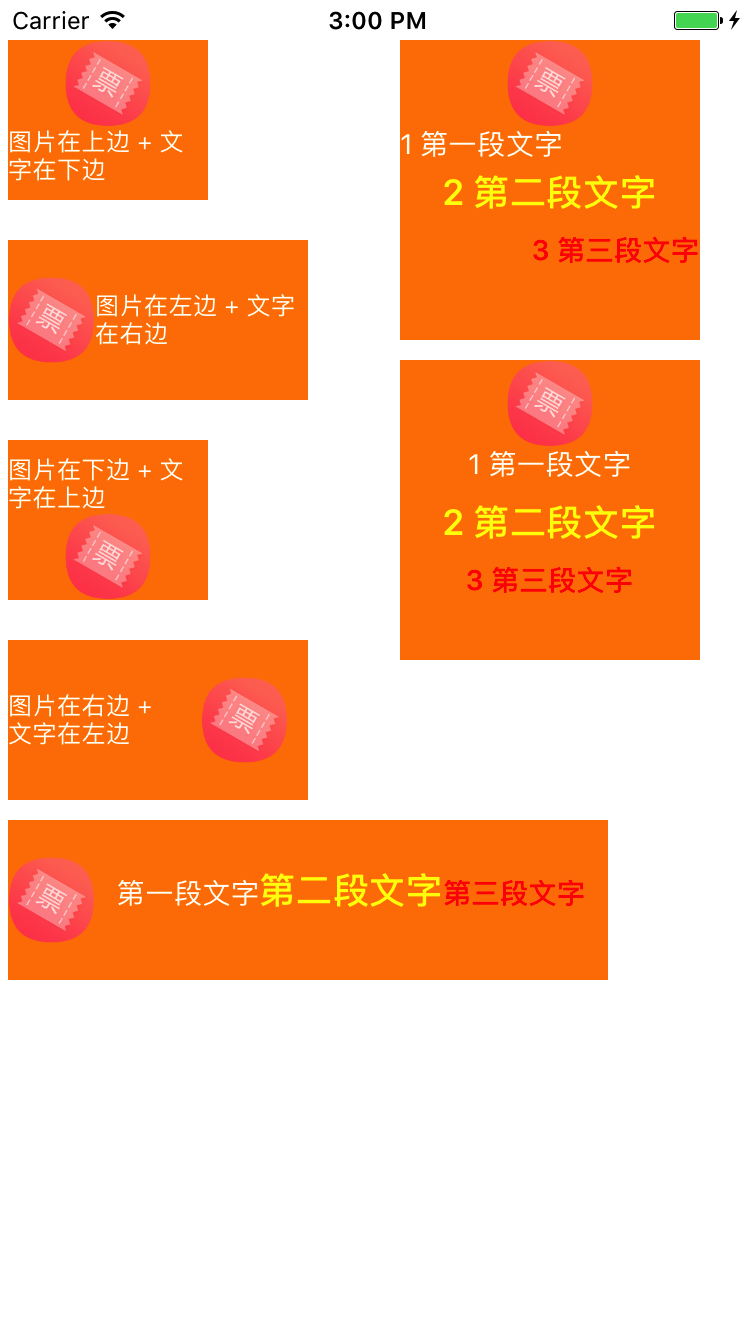 Carrier 3:00 PM
票
图片在上边 + 文
字在下边
票
图片在左边 + 文字
在右边
图片在下边 + 文
字在上边
票
图片在右边 +
文字在左边
票
票
1 第一段文字
2 第二段文字
3 第三段文字
票
1 第一段文字
2 第二段文字
3 第三段文字
票
第一段文字第二段文字第三段文字